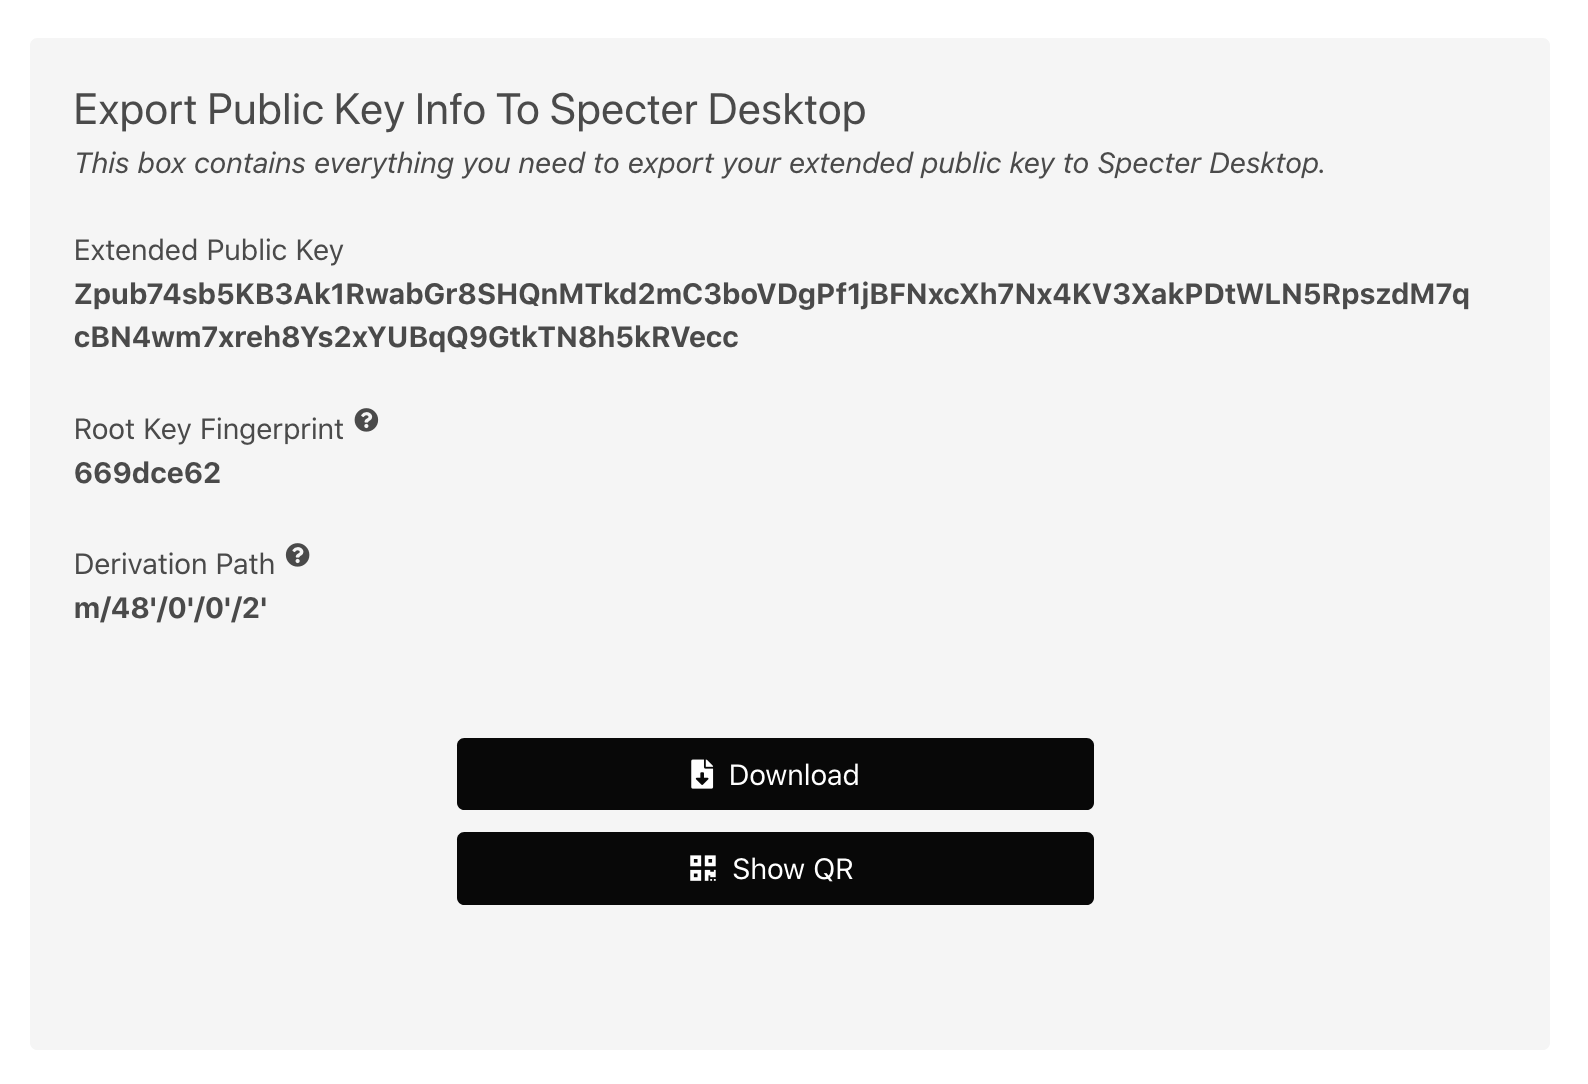 Export Public Key Info To Specter Desktop
This box contains everything you need to export your extended public key to Specter Desktop.
Extended Public Key
Zpub74sb5KB3Ak1RwabGr8SHQnMTkd2mC3boVDgPf1jBFNxcXh7Nx4KV3XakPDtWLN5RpszdM7q
cBN4wm7xreh8Ys2xYUBqQ9GtkTN8h5kRVecc
Root Key Fingerprint
669dce62
Derivation Path
m/48'/0'/0'/2'
Download
Show QR